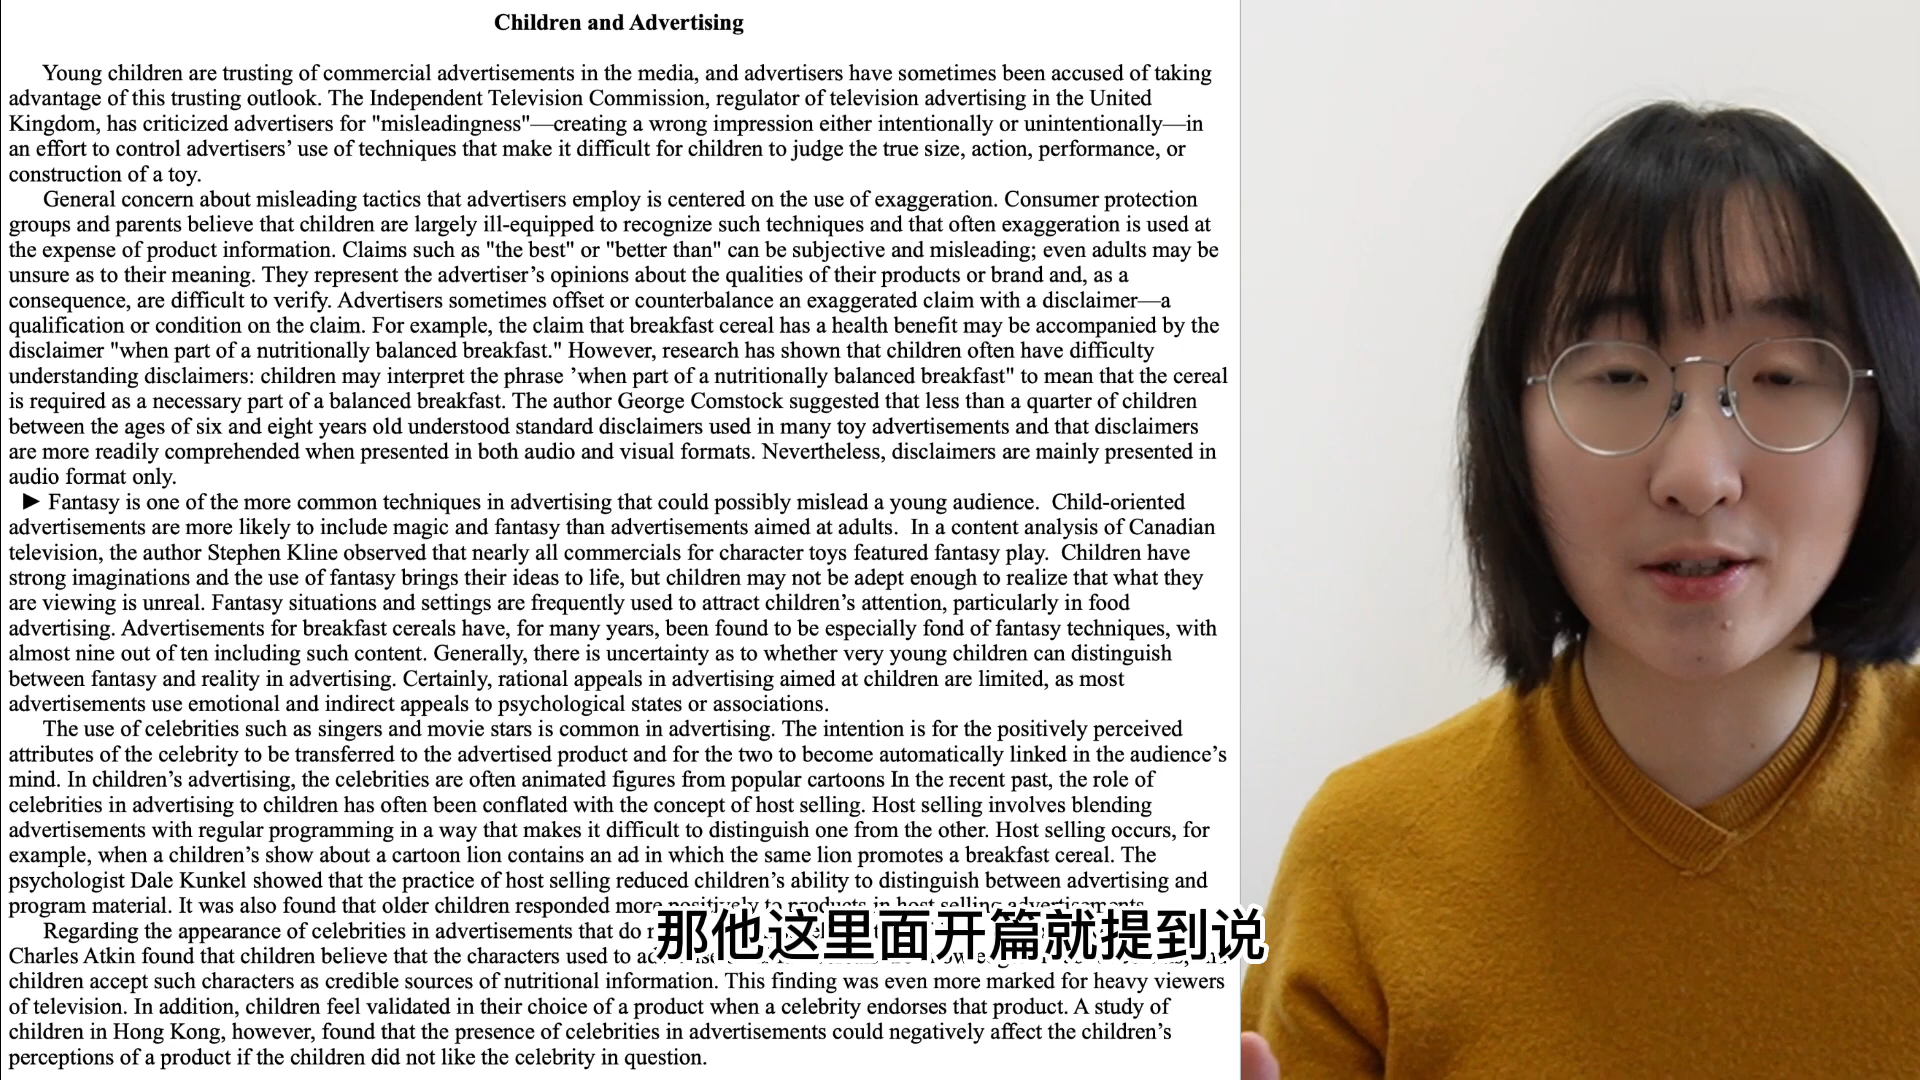 Children and Advertising
Young children are trusting of commercial advertisements in the media, and advertisers have sometimes been accused of taking
advantage of this trusting outlook. The Independent Television Commission, regulator of television advertising in the United
Kingdom, has criticized advertisers for "misleadingness"—creating a wrong impression either intentionally or unintentionally—in
an effort to control advertisers’ use of techniques that make it difficult for children to judge the true size, action, performance, or
construction of a toy.
General concern about misleading tactics that advertisers employ is centered on the use of exaggeration. Consumer protection
groups and parents believe that children are largely ill-equipped to recognize such techniques and that often exaggeration is used at
the expense of product information. Claims such as "the best" or "better than" can be subjective and misleading; even adults may be
unsure as to their meaning. They represent the advertiser’s opinions about the qualities of their products or brand and, as a
consequence, are difficult to verify. Advertisers sometimes offset or counterbalance an exaggerated claim with a disclaimer—a
qualification or condition on the claim. For example, the claim that breakfast cereal has a health benefit may be accompanied by the
disclaimer "when part of a nutritionally balanced breakfast." However, research has shown that children often have difficulty
understanding disclaimers: children may interpret the phrase ’when part of a nutritionally balanced breakfast" to mean that the cereal
is required as a necessary part of a balanced breakfast. The author George Comstock suggested that less than a quarter of children
between the ages of six and eight years old understood standard disclaimers used in many toy advertisements and that disclaimers
are more readily comprehended when presented in both audio and visual formats. Nevertheless, disclaimers are mainly presented in
audio format only.
► Fantasy is one of the more common techniques in advertising that could possibly mislead a young audience. Child-oriented
advertisements are more likely to include magic and fantasy than advertisements aimed at adults. In a content analysis of Canadian
television, the author Stephen Kline observed that nearly all commercials for character toys featured fantasy play. Children have
strong imaginations and the use of fantasy brings their ideas to life, but children may not be adept enough to realize that what they
are viewing is unreal. Fantasy situations and settings are frequently used to attract children’s attention, particularly in food
advertising. Advertisements for breakfast cereals have, for many years, been found to be especially fond of fantasy techniques, with
almost nine out of ten including such content. Generally, there is uncertainty as to whether very young children can distinguish
between fantasy and reality in advertising. Certainly, rational appeals in advertising aimed at children are limited, as most
advertisements use emotional and indirect appeals to psychological states or associations.
The use of celebrities such as singers and movie stars is common in advertising. The intention is for the positively perceived
attributes of the celebrity to be transferred to the advertised product and for the two to become automatically linked in the audience’s
mind. In children’s advertising, the celebrities are often animated figures from popular cartoons In the recent past, the role of
celebrities in advertising to children has often been conflated with the concept of host selling. Host selling involves blending
advertisements with regular programming in a way that makes it difficult to distinguish one from the other. Host selling occurs, for
example, when a children’s show about a cartoon lion contains an ad in which the same lion promotes a breakfast cereal. The
psychologist Dale Kunkel showed that the practice of host selling reduced children’s ability to distinguish between advertising and
program material. It was also found that older children responded more positively to products in host selling advertisements.
Regarding the appearance of celebrities in advertisements that do
Charles Atkin found that children believe that the characters used to
children accept such characters as credible sources of nutritional information. This finding was even more marked for heavy viewers
of television. In addition, children feel validated in their choice of a product when a celebrity endorses that product. A study of
children in Hong Kong, however, found that the presence of celebrities in advertisements could negatively affect the children’s
perceptions of a product if the children did not like the celebrity in question.
那他这里面开篇就提到说